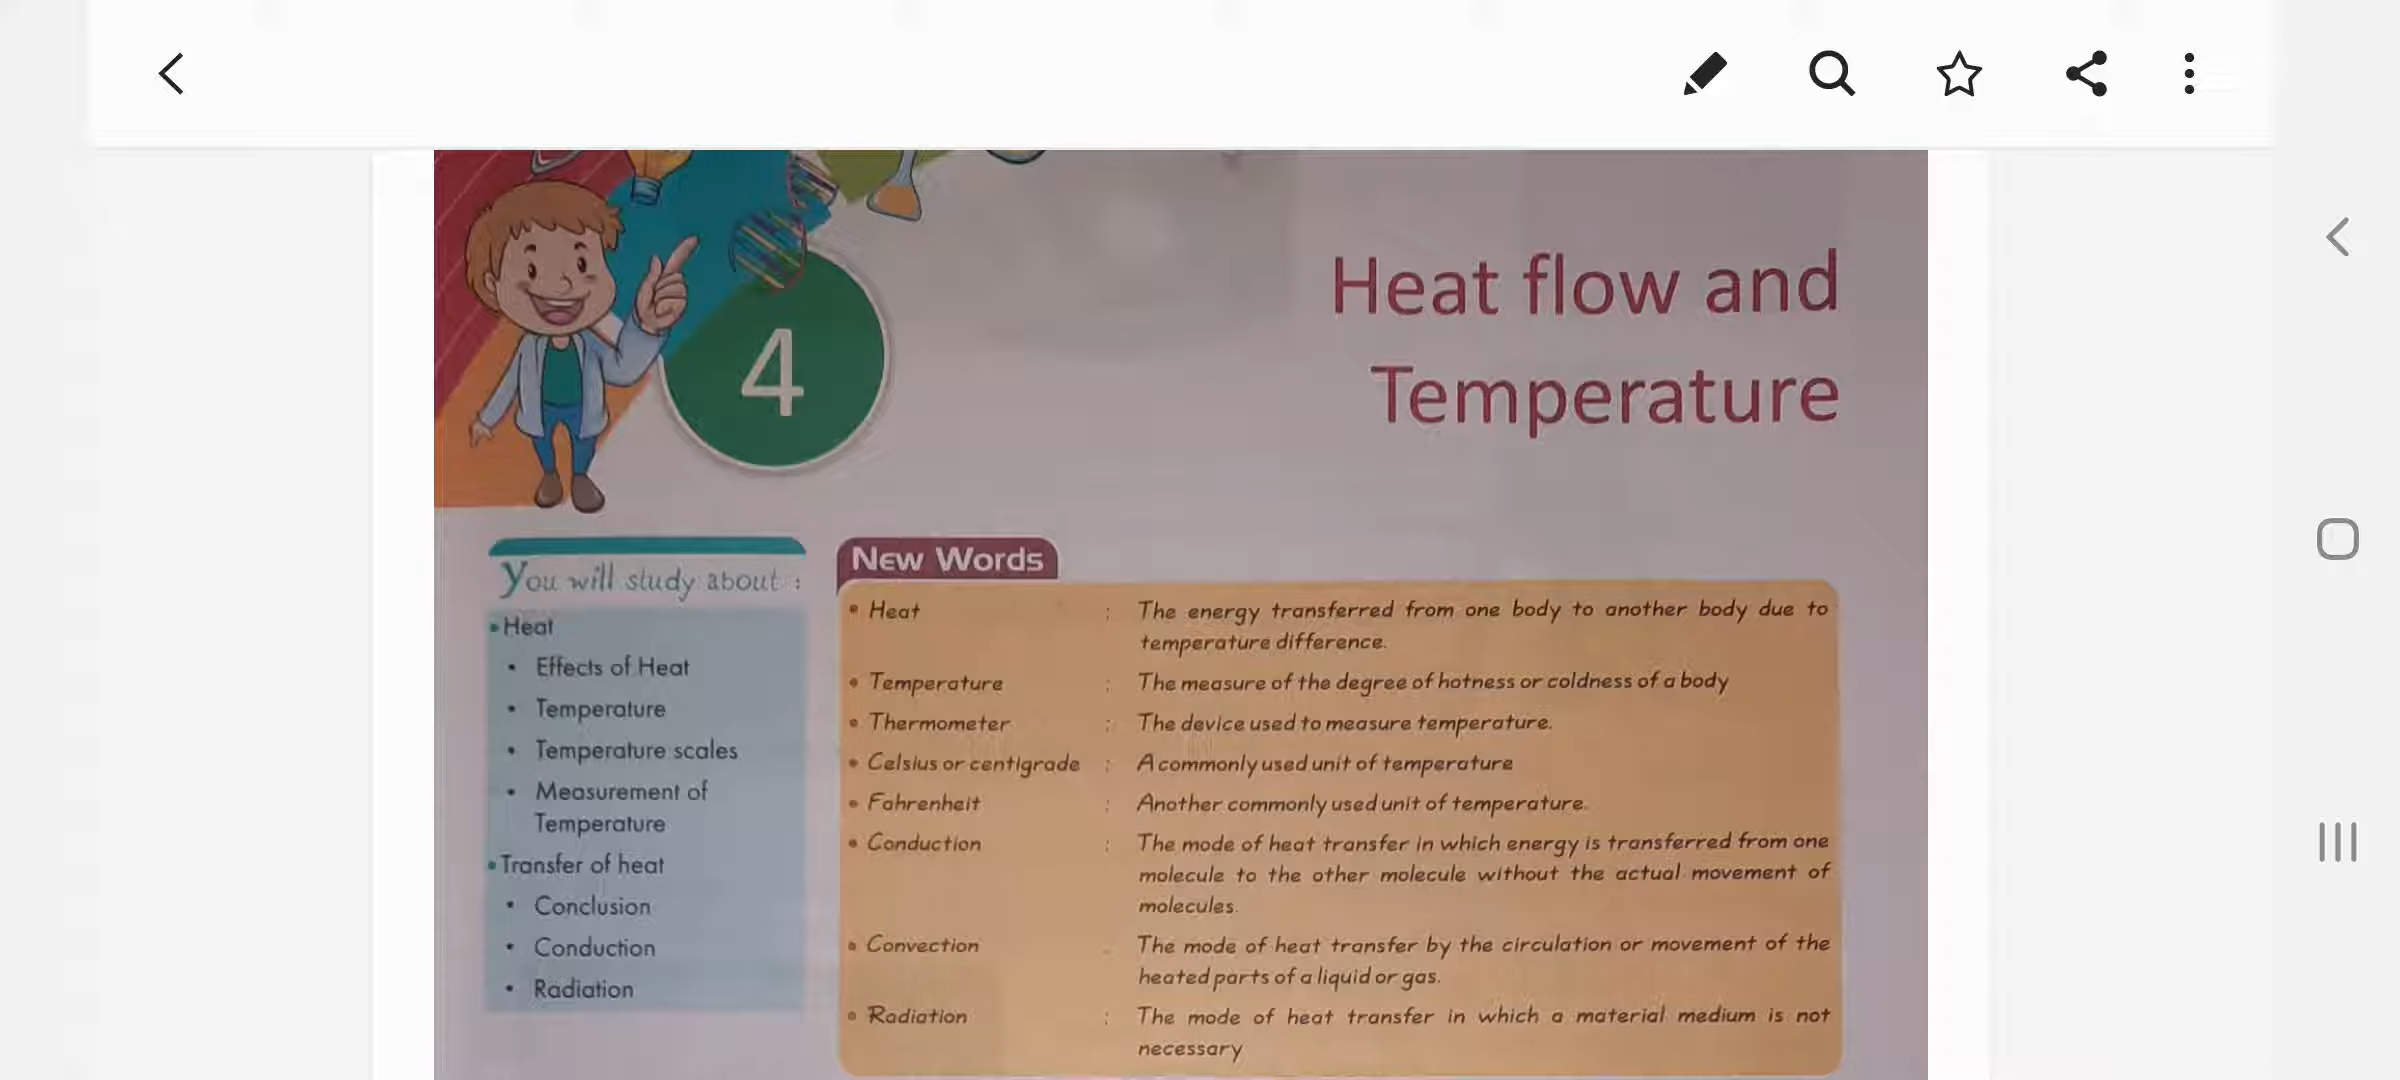 Heat flow and
Temperature
4
You will study about :
• Heat
• Effects of Heat
• Temperature
• Temperature scales
• Measurement of
Temperature
• Transfer of heat
• Conclusion
• Conduction
• Radiation
New Words
• Heat : The energy transferred from one body to another body due to
temperature difference.
• Temperature : The measure of the degree of hotness or coldness of a body
• Thermometer : The device used to measure temperature.
• Celsius or centigrade : A commonly used unit of temperature
• Fahrenheit : Another commonly used unit of temperature.
• Conduction : The mode of heat transfer in which energy is transferred from one
molecule to the other molecule without the actual movement of
molecules.
• Convection : The mode of heat transfer by the circulation or movement of the
heated parts of a liquid or gas.
• Radiation : The mode of heat transfer in which a material medium is not
necessary